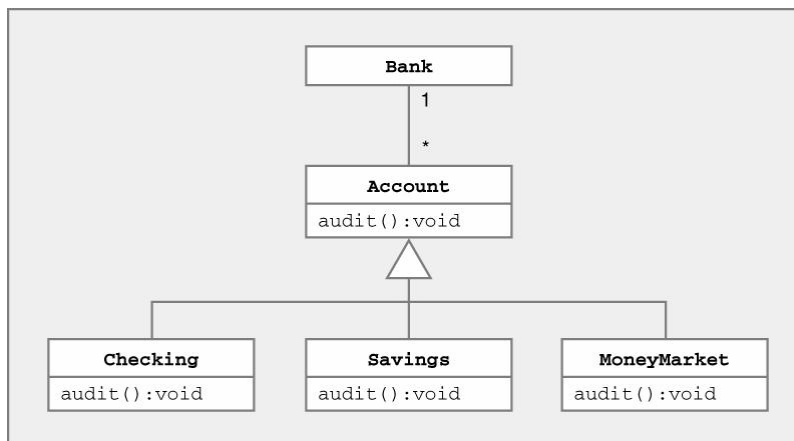 Bank
1
*
Account
audit():void
Checking
Savings
MoneyMarket
audit():void
audit():void
audit():void